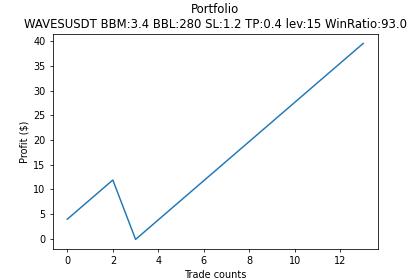 Portfolio
WAVESUSDT BBM:3.4 BBL:280 SL:1.2 TP:0.4 lev:15 WinRatio:93.0
40
35
30
25
20
15
10
5
0
Profit ($)
0 2 4 6 8 10 12
Trade counts